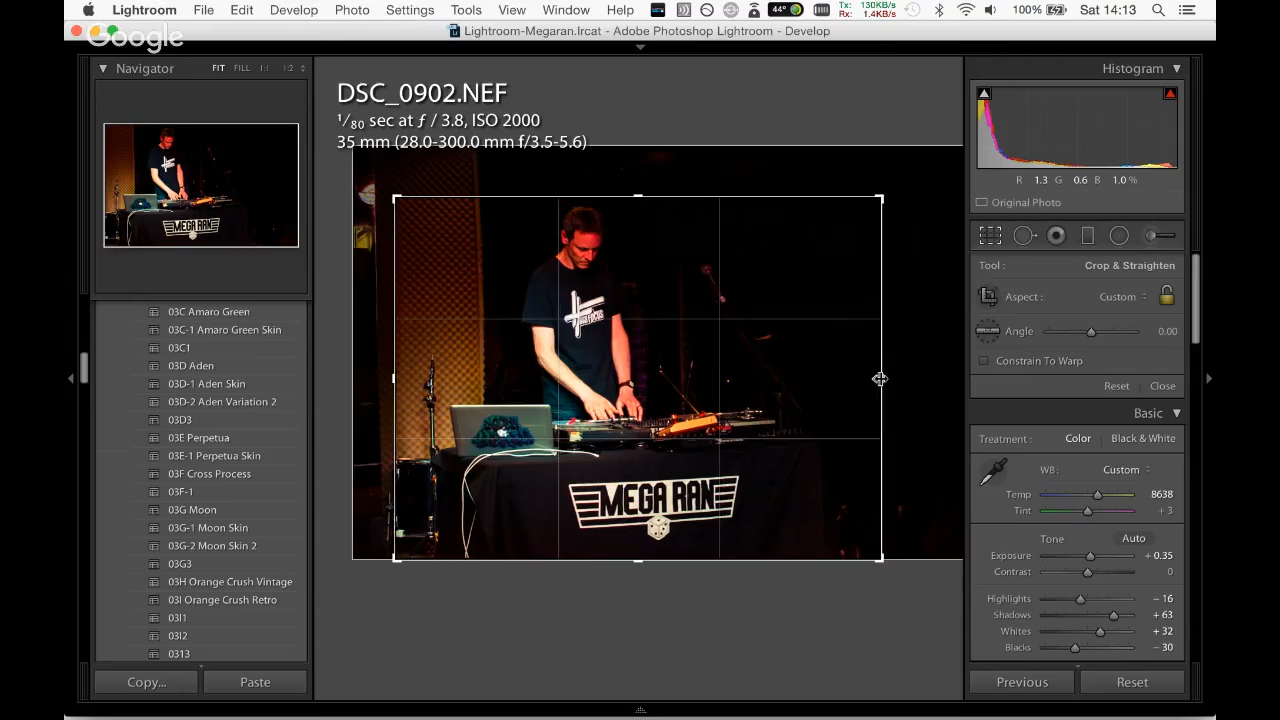 Lightroom File Edit Develop Photo Settings Tools View Window Help 44° Tx: 130KB/s Rx: 1.4KB/s 100% Sat 14:13
Google
Lightroom-Megaran.lrcat - Adobe Photoshop Lightroom - Develop
Navigator FIT FILL 1:1 1:2
03C Amaro Green
03C-1 Amaro Green Skin
03C1
03D Aden
03D-1 Aden Skin
03D-2 Aden Variation 2
03D3
03E Perpetua
03E-1 Perpetua Skin
03F Cross Process
03F-1
03G Moon
03G-1 Moon Skin
03G-2 Moon Skin 2
03G3
03H Orange Crush Vintage
03I Orange Crush Retro
03I1
03I2
0313
Copy... Paste
DSC_0902.NEF
1/80 sec at ƒ / 3.8, ISO 2000
35 mm (28.0-300.0 mm f/3.5-5.6)
MEGA RAN
MEGA RAN
Histogram
R 1.3 G 0.6 B 1.0 %
Original Photo
Tool : Crop & Straighten
Aspect : Custom
Angle 0.00
Constrain To Warp
Reset Close
Basic
Treatment : Color Black & White
WB : Custom
Temp 8638
Tint + 3
Tone Auto
Exposure + 0.35
Contrast 0
Highlights − 16
Shadows + 63
Whites + 32
Blacks − 30
Previous Reset